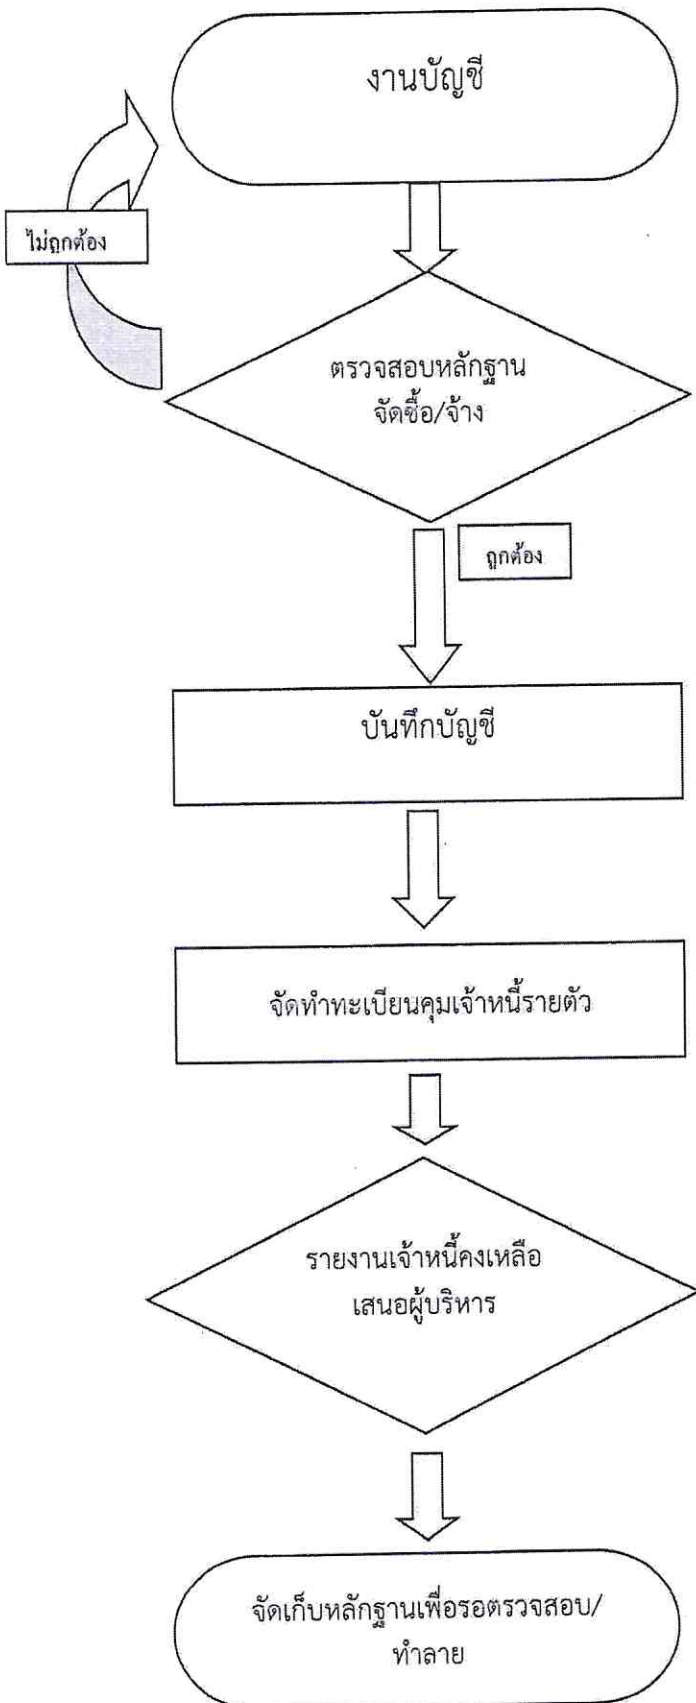 งานบัญชี
ไม่ถูกต้อง
ตรวจสอบหลักฐาน
จัดซื้อ/จ้าง
ถูกต้อง
บันทึกบัญชี
จัดทำทะเบียนคุมเจ้าหนี้รายตัว
รายงานเจ้าหนี้คงเหลือ
เสนอผู้บริหาร
จัดเก็บหลักฐานเพื่อรอตรวจสอบ/
ทำลาย